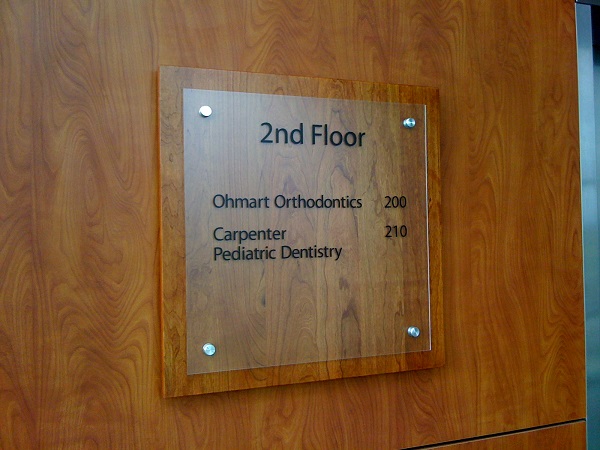 2nd Floor
Ohmart Orthodontics 200
Carpenter 210
Pediatric Dentistry